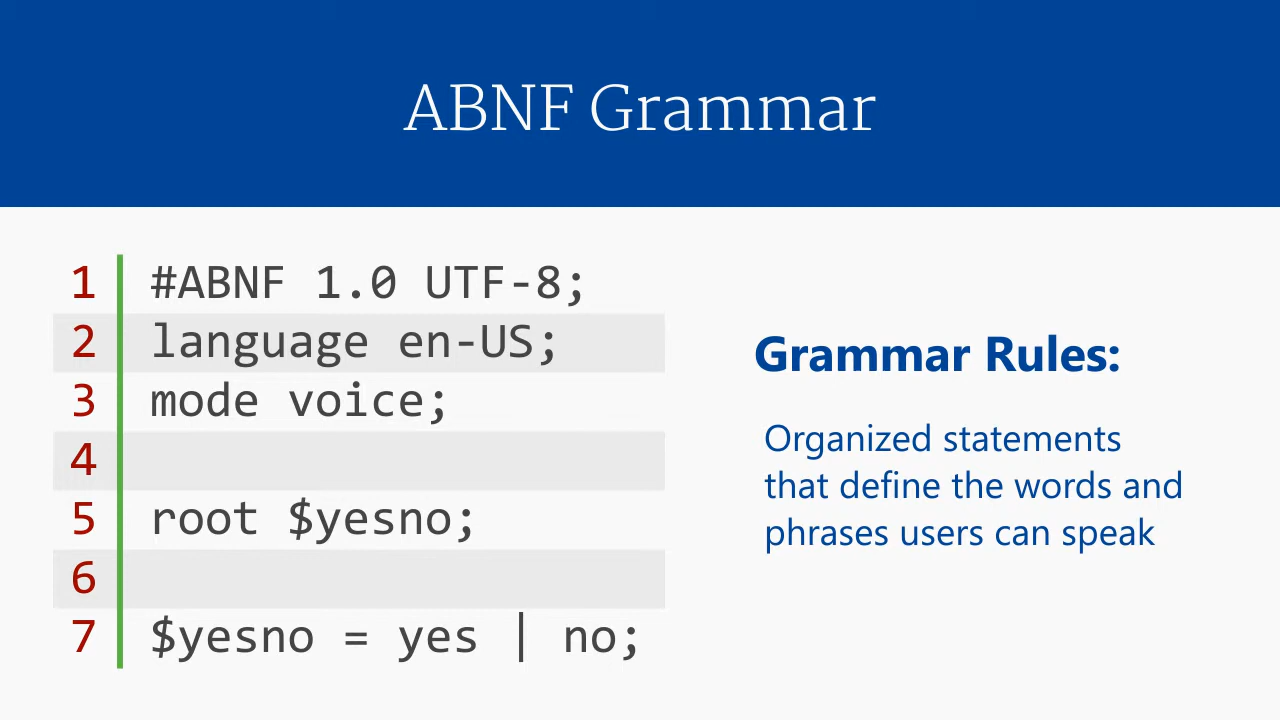 ABNF Grammar
1 #ABNF 1.0 UTF-8;
2 language en-US;
3 mode voice;
4
5 root $yesno;
6
7 $yesno = yes | no;
Grammar Rules:
Organized statements
that define the words and
phrases users can speak